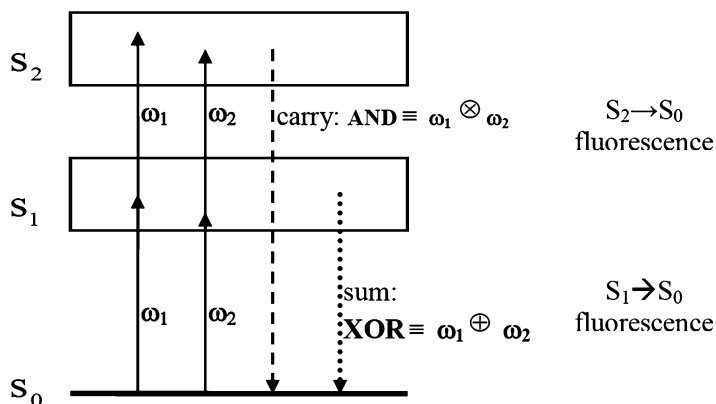 S₂
ω₁ ω₂
carry: AND ≡ ω₁ ⊗ ω₂
S₂→S₀
fluorescence
S₁
ω₁ ω₂
sum:
XOR ≡ ω₁ ⊕ ω₂
S₁→S₀
fluorescence
S₀